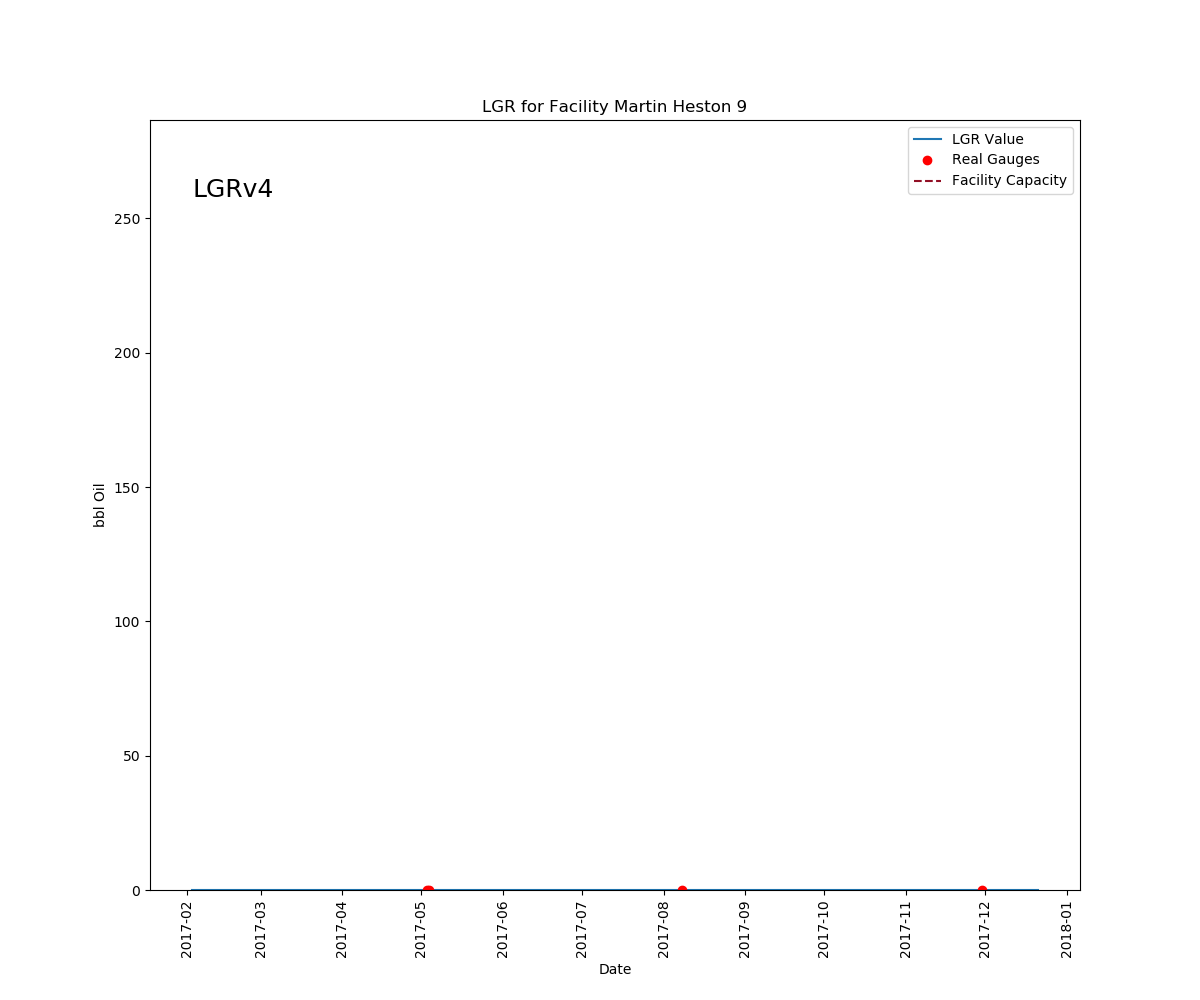 LGR for Facility Martin Heston 9
LGRv4
LGR Value
Real Gauges
Facility Capacity
bbl Oil
250
200
150
100
50
0
2017-02
2017-03
2017-04
2017-05
2017-06
2017-07
2017-08
2017-09
2017-10
2017-11
2017-12
2018-01
Date